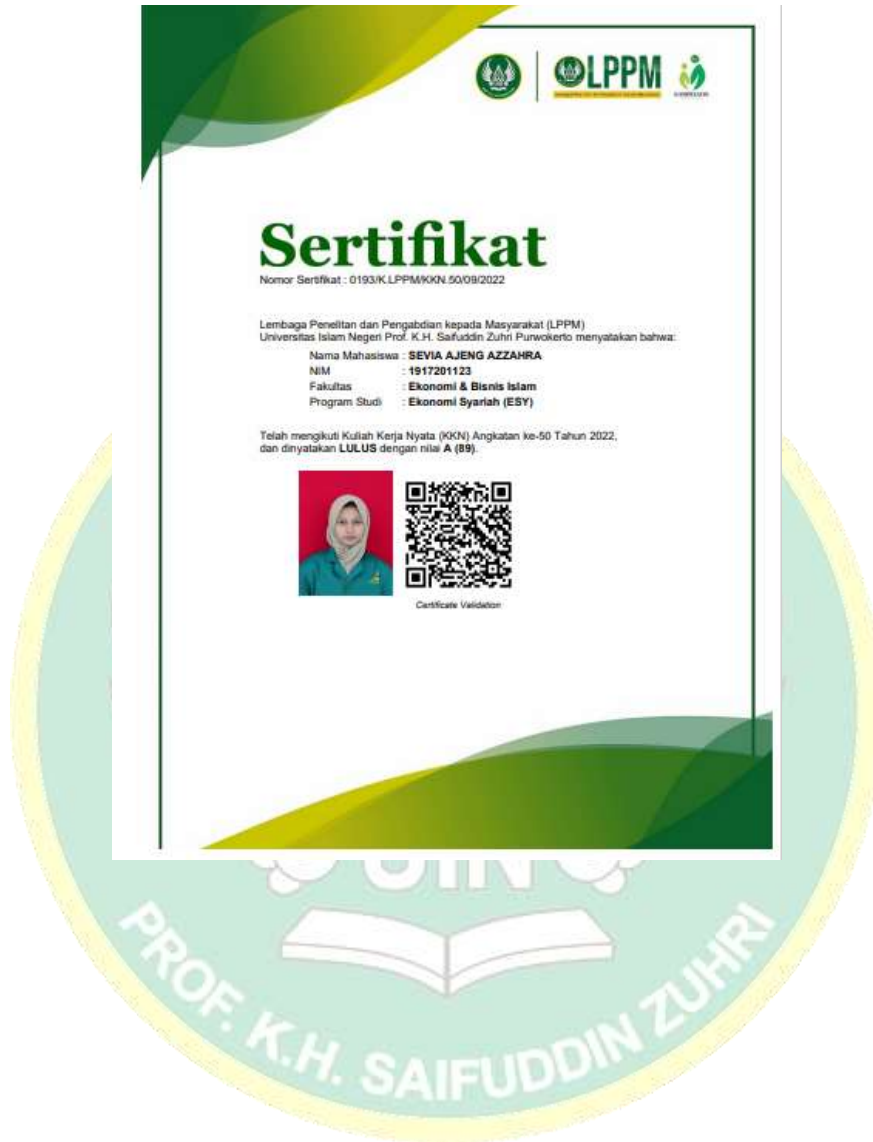 LPPM
Sertifikat
Nomor Sertifikat : 0193/K.LPPM/KKN.50/09/2022
Lembaga Penelitan dan Pengabdian kepada Masyarakat (LPPM)
Universitas Islam Negeri Prof. K.H. Saifuddin Zuhri Purwokerto menyatakan bahwa:
Nama Mahasiswa : SEVIA AJENG AZZAHRA
NIM : 1917201123
Fakultas : Ekonomi & Bisnis Islam
Program Studi : Ekonomi Syariah (ESY)
Telah mengikuti Kuliah Kerja Nyata (KKN) Angkatan ke-50 Tahun 2022,
dan dinyatakan LULUS dengan nilai A (89).
Certificate Validation
UIN
PROF. K.H. SAIFUDDIN ZUHRI